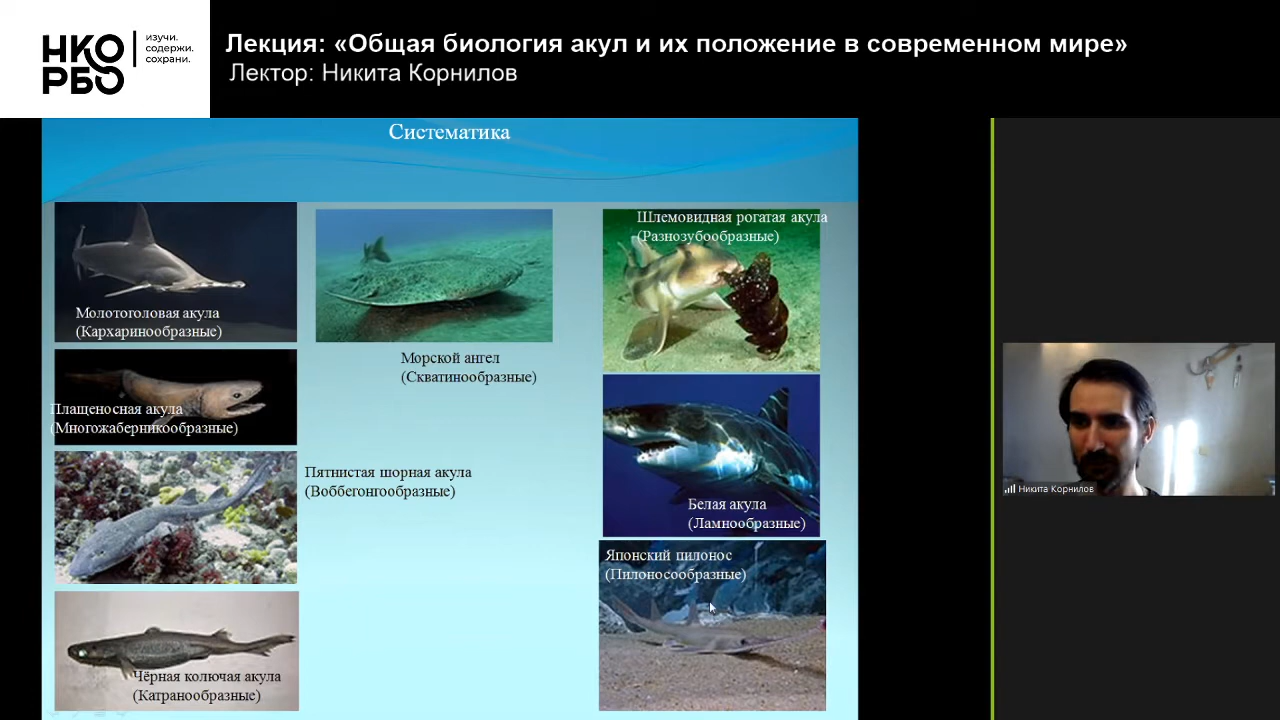 НКО
РБО
изучи.
содержи.
сохрани.
Лекция: «Общая биология акул и их положение в современном мире»
Лектор: Никита Корнилов
Систематика
Молотоголовая акула
(Кархаринообразные)
Морской ангел
(Скватинообразные)
Шлемовидная рогатая акула
(Разнозубообразные)
Плащеносная акула
(Многожаберникообразные)
Пятнистая шорная акула
(Воббегонгообразные)
Белая акула
(Ламнообразные)
Японский пилонос
(Пилоносообразные)
Чёрная колючая акула
(Катранообразные)
Никита Корнилов